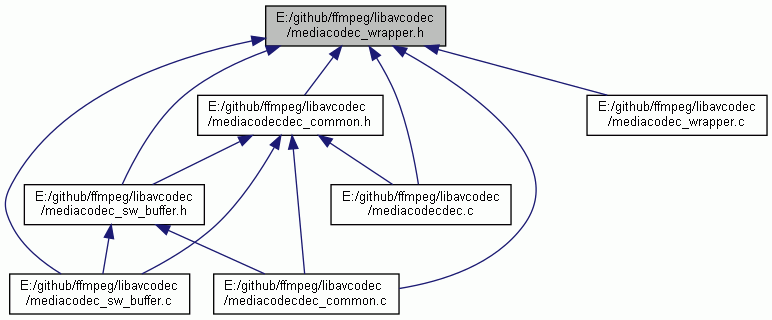 E:/github/ffmpeg/libavcodec
/mediacodec_wrapper.h
E:/github/ffmpeg/libavcodec
/mediacodecdec_common.h
E:/github/ffmpeg/libavcodec
/mediacodec_wrapper.c
E:/github/ffmpeg/libavcodec
/mediacodec_sw_buffer.h
E:/github/ffmpeg/libavcodec
/mediacodecdec.c
E:/github/ffmpeg/libavcodec
/mediacodec_sw_buffer.c
E:/github/ffmpeg/libavcodec
/mediacodecdec_common.c